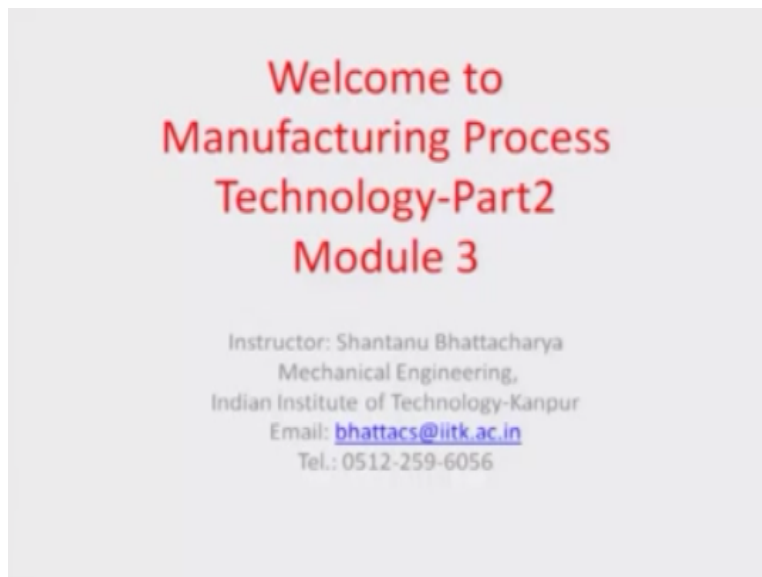 Welcome to
Manufacturing Process
Technology-Part2
Module 3
Instructor: Shantanu Bhattacharya
Mechanical Engineering,
Indian Institute of Technology-Kanpur
Email: bhattacs@iitk.ac.in
Tel.: 0512-259-6056